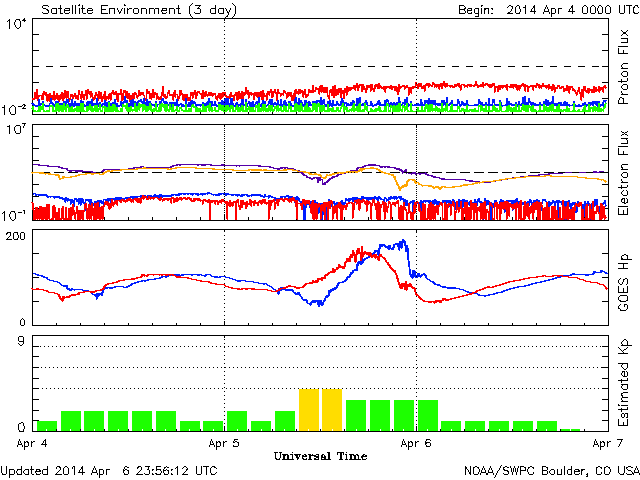 Satellite Environment (3 day)
Begin: 2014 Apr 4 0000 UTC
10^4
10^-2
Proton Flux
10^7
10^-1
Electron Flux
200
100
0
GOES Hp
9
0
Estimated Kp
Apr 4
Apr 5
Apr 6
Apr 7
Universal Time
Updated 2014 Apr 6 23:56:12 UTC
NOAA/SWPC Boulder, CO USA